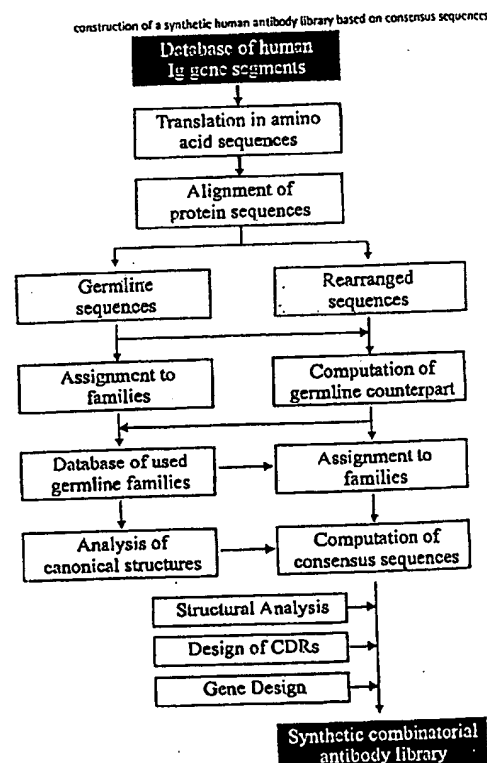 construction of a synthetic human antibody library based on consensus sequences
Database of human
Ig gene segments
Translation in amino
acid sequences
Alignment of
protein sequences
Germline
sequences
Rearranged
sequences
Assignment to
families
Computation of
germline counterpart
Database of used
germline families
Assignment to
families
Analysis of
canonical structures
Computation of
consensus sequences
Structural Analysis
Design of CDRs
Gene Design
Synthetic combinatorial
antibody library